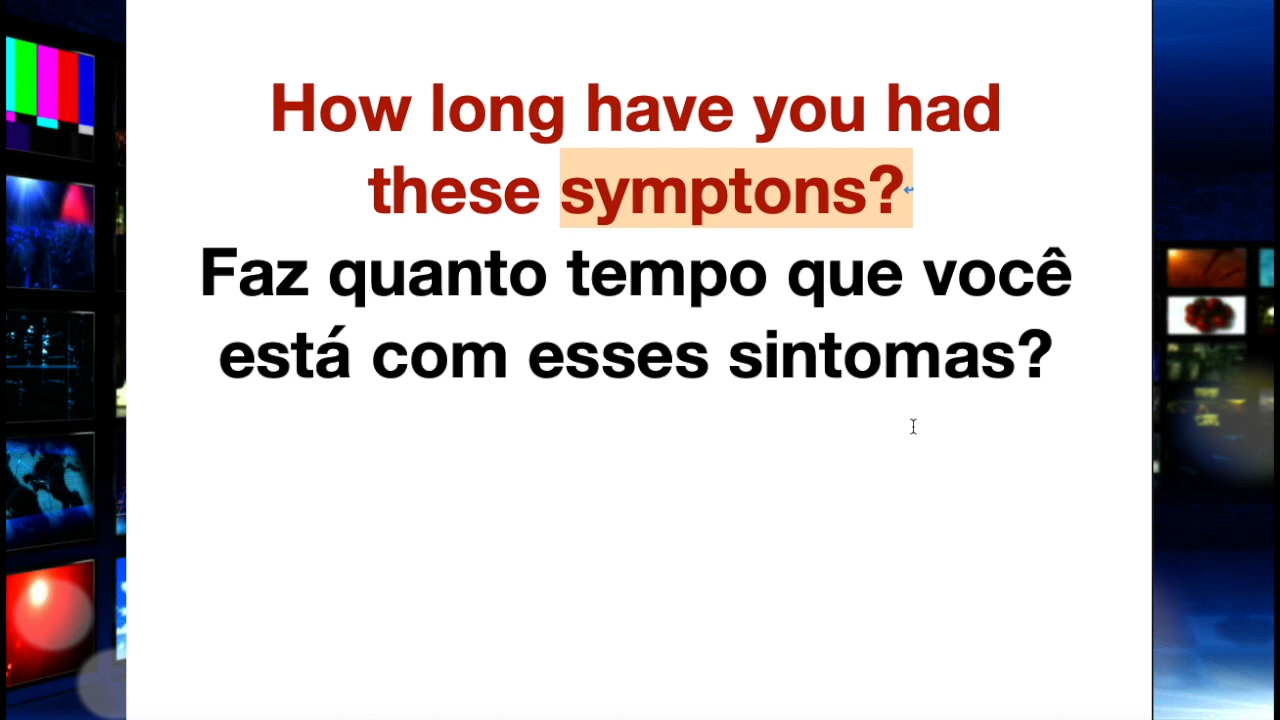 How long have you had
these symptons?
Faz quanto tempo que você
está com esses sintomas?